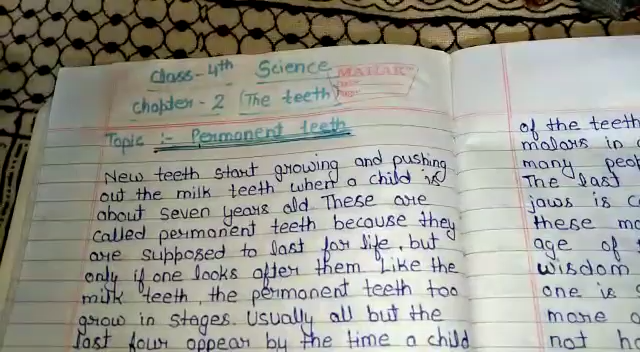 Class-4th Science
MAHAK
chapter-2 (The teeth)
Topic :- Permanent teeth
New teeth start growing and pushing
out the milk teeth when a child is
about seven years old These are
called permanent teeth because they
are supposed to last for life, but
only if one looks after them. Like the
milk teeth, the permanent teeth too
grow in stages. Usually all but the
last four appear by the time a child
of the teeth
molars in
many
The last
jaws is
these
age of
wisdom
one is
more
not